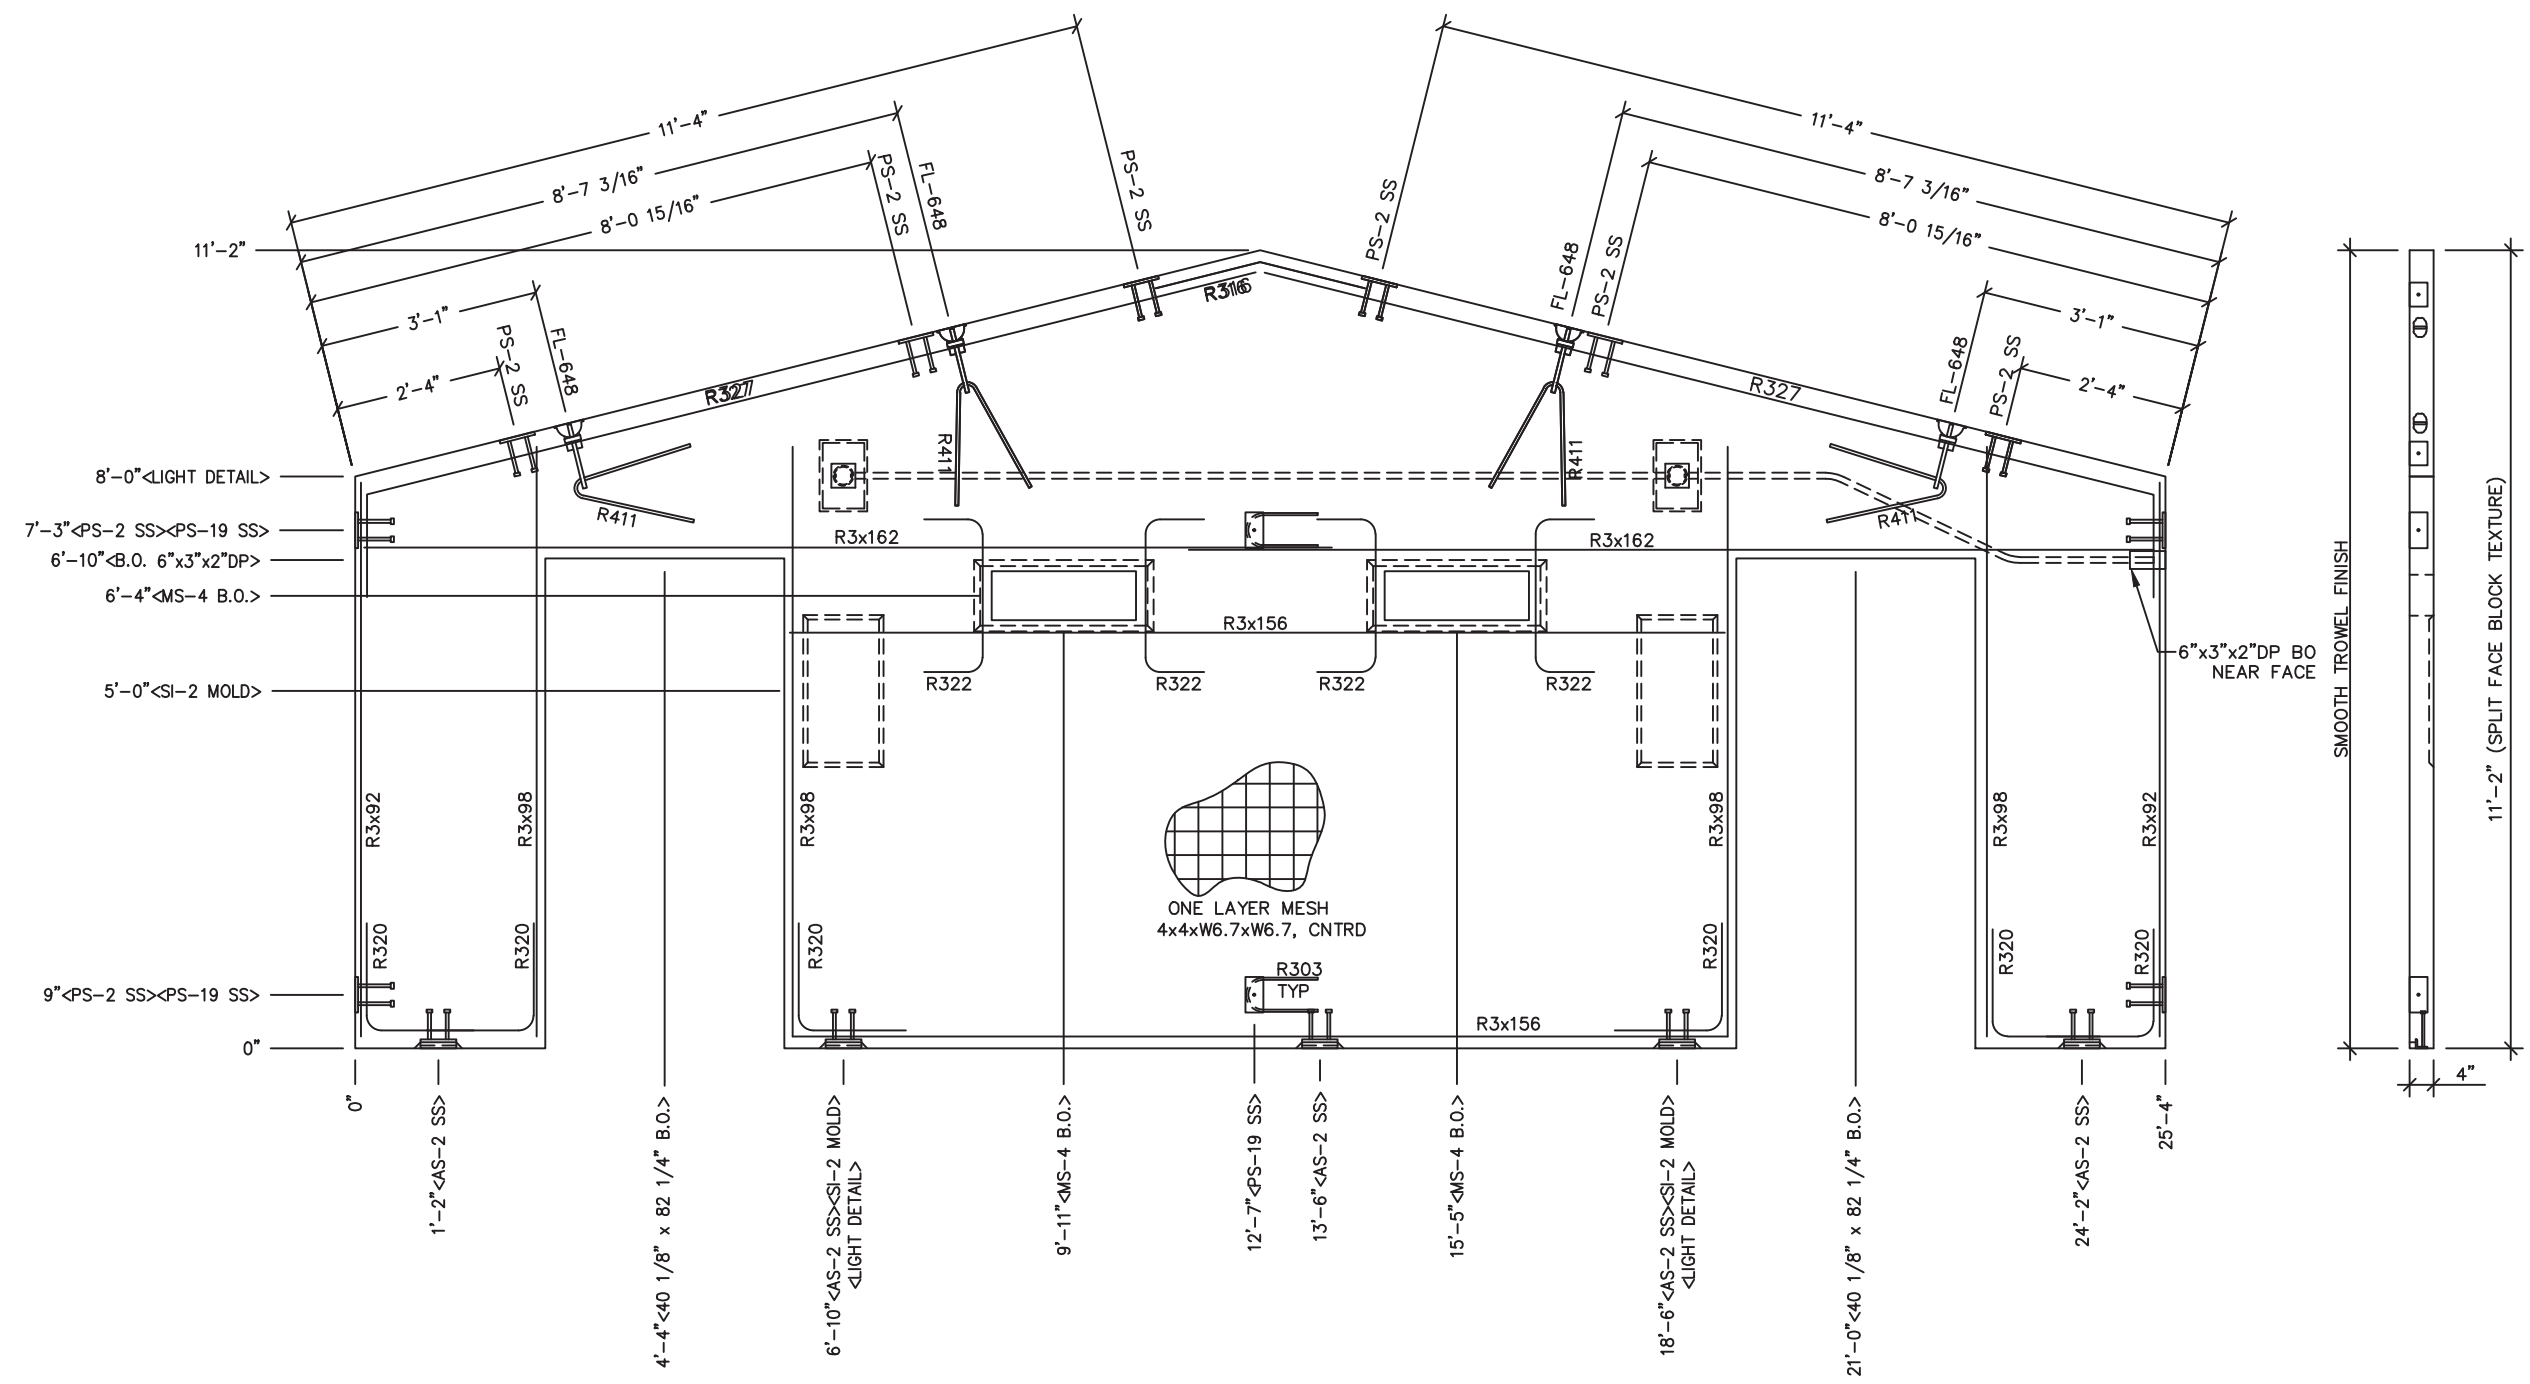 11'-4"
8'-7 3/16"
8'-0 15/16"
3'-1"
2'-4"
PS-2 SS
FL-648
PS-2 SS
FL-648
PS-2 SS
11'-4"
8'-7 3/16"
8'-0 15/16"
3'-1"
2'-4"
PS-2 SS
FL-648
PS-2 SS
FL-648
PS-2 SS
11'-2"
8'-0"<LIGHT DETAIL>
7'-3"<PS-2 SS><PS-19 SS>
6'-10"<B.O. 6"x3"x2"DP>
6'-4"<MS-4 B.O.>
5'-0"<SI-2 MOLD>
9"<PS-2 SS><PS-19 SS>
0"
R316
R327
R327
R411
R411
R411
R411
R3x162
R3x162
R3x156
R322
R322
R322
R322
6"x3"x2"DP BO
NEAR FACE
R3x92
R3x98
R3x98
R3x98
R3x98
R3x92
ONE LAYER MESH
4x4xW6.7xW6.7, CNTRD
R320
R320
R320
R320
R320
R320
R303
TYP
R3x156
0"
1'-2"<AS-2 SS>
4'-4"<40 1/8" x 82 1/4" B.O.>
6'-10"<AS-2 SS><SI-2 MOLD>
<LIGHT DETAIL>
9'-11"<MS-4 B.O.>
12'-7"<PS-19 SS>
13'-6"<AS-2 SS>
15'-5"<MS-4 B.O.>
18'-6"<AS-2 SS><SI-2 MOLD>
<LIGHT DETAIL>
21'-0"<40 1/8" x 82 1/4" B.O.>
24'-2"<AS-2 SS>
25'-4"
SMOOTH TROWEL FINISH
11'-2" (SPLIT FACE BLOCK TEXTURE)
4"